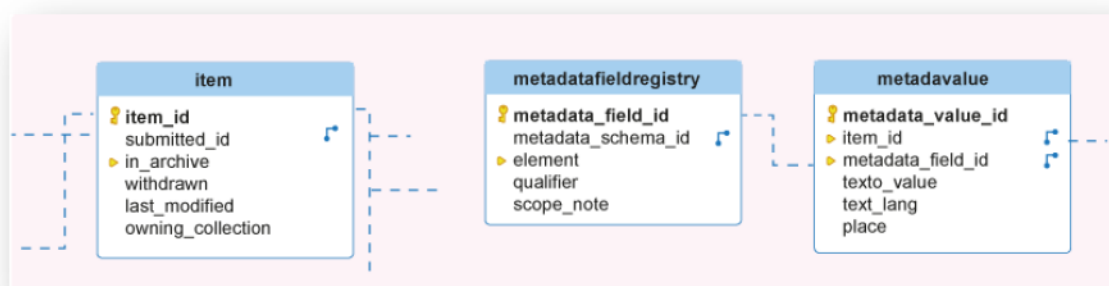 item
item_id
submitted_id
in_archive
withdrawn
last_modified
owning_collection
metadatafieldregistry
metadata_field_id
metadata_schema_id
element
qualifier
scope_note
metadavalue
metadata_value_id
item_id
metadata_field_id
texto_value
text_lang
place